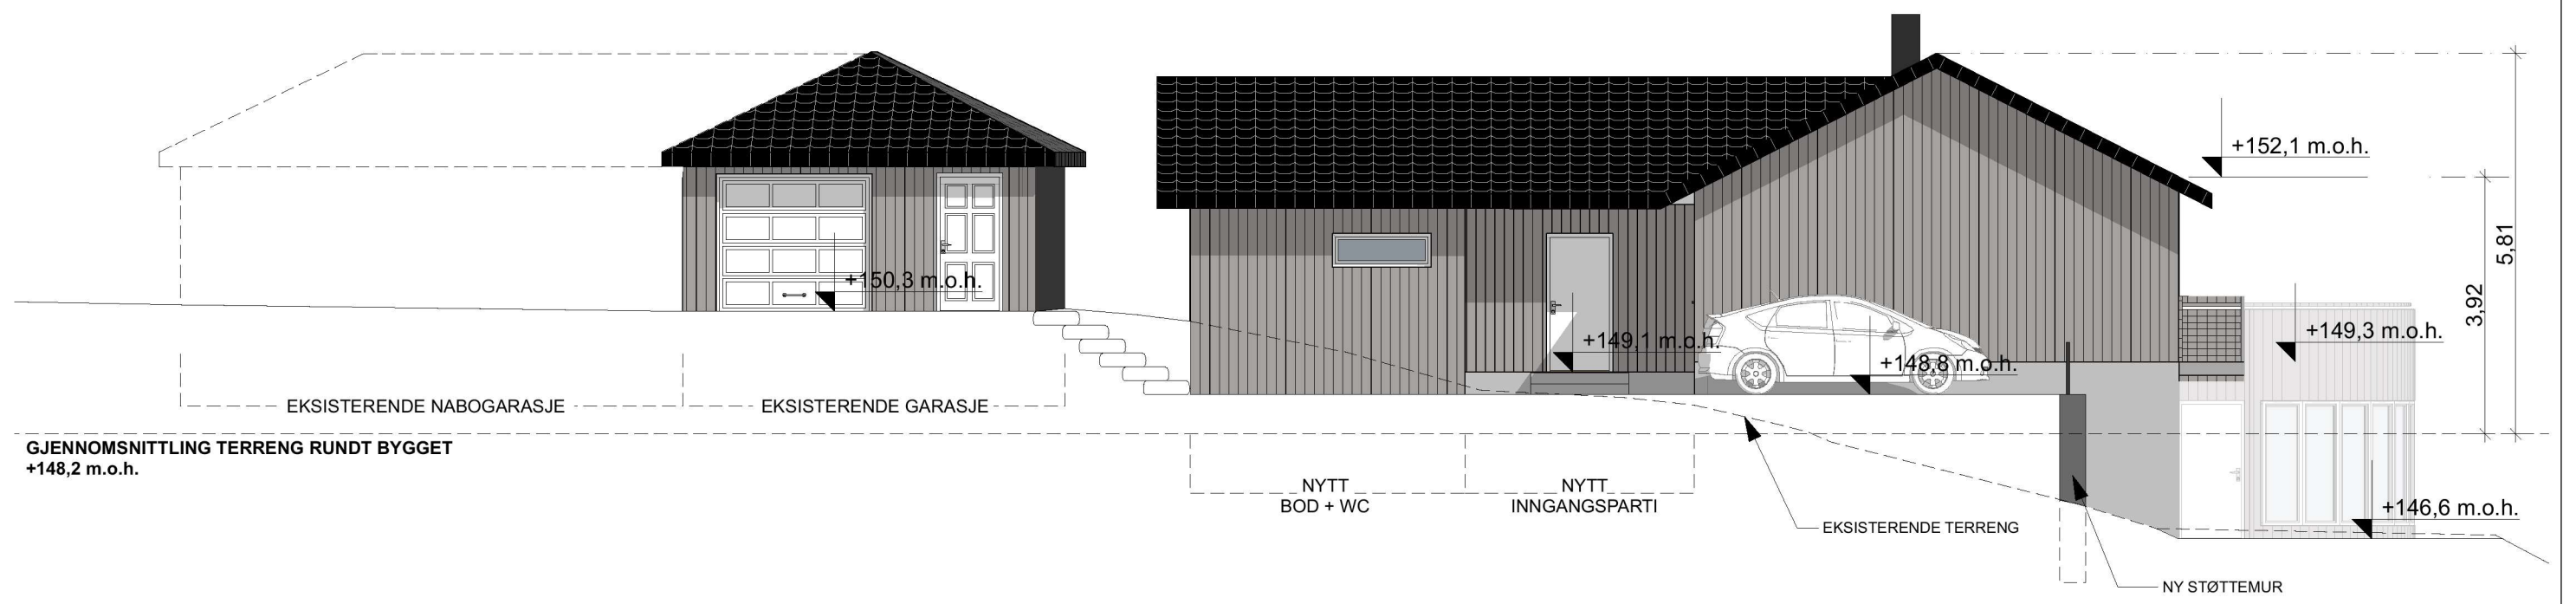 +152,1 m.o.h.
5,81
3,92
+150,3 m.o.h.
+149,3 m.o.h.
+149,1 m.o.h.
+148,8 m.o.h.
EKSISTERENDE NABOGARASJE
EKSISTERENDE GARASJE
GJENNOMSNITTLING TERRENG RUNDT BYGGET
+148,2 m.o.h.
NYTT
BOD + WC
NYTT
INNGANGSPARTI
+146,6 m.o.h.
EKSISTERENDE TERRENG
NY STØTTEMUR